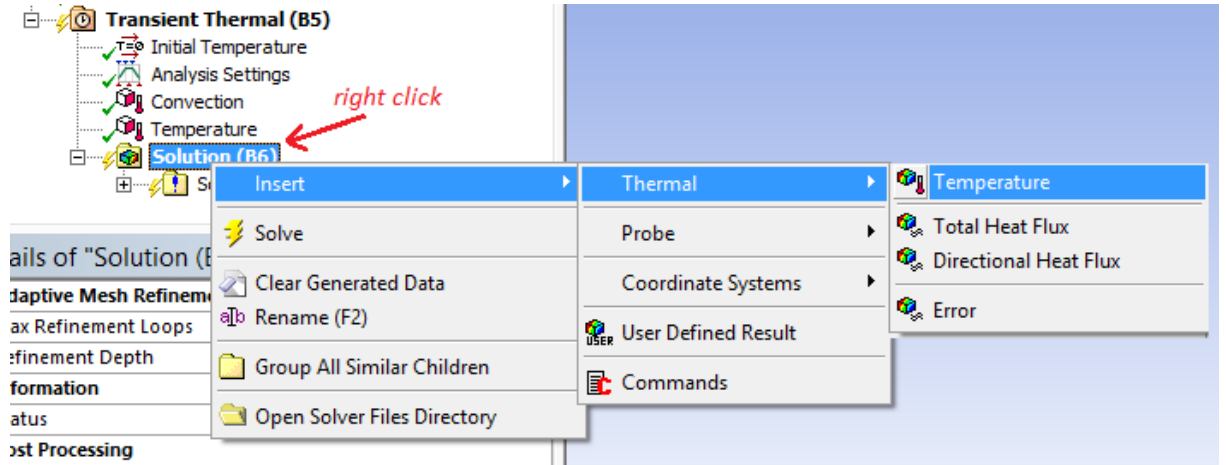 Transient Thermal (B5)
T=0 Initial Temperature
Analysis Settings
Convection
right click
Temperature
Solution (B6)
S
Insert
Thermal
Temperature
Solve
Probe
Total Heat Flux
ails of "Solution (
Directional Heat Flux
Clear Generated Data
Coordinate Systems
daptive Mesh Refinem
ax Refinement Loops
Rename (F2)
USER User Defined Result
Error
efinement Depth
Group All Similar Children
Commands
formation
atus
Open Solver Files Directory
ost Processing